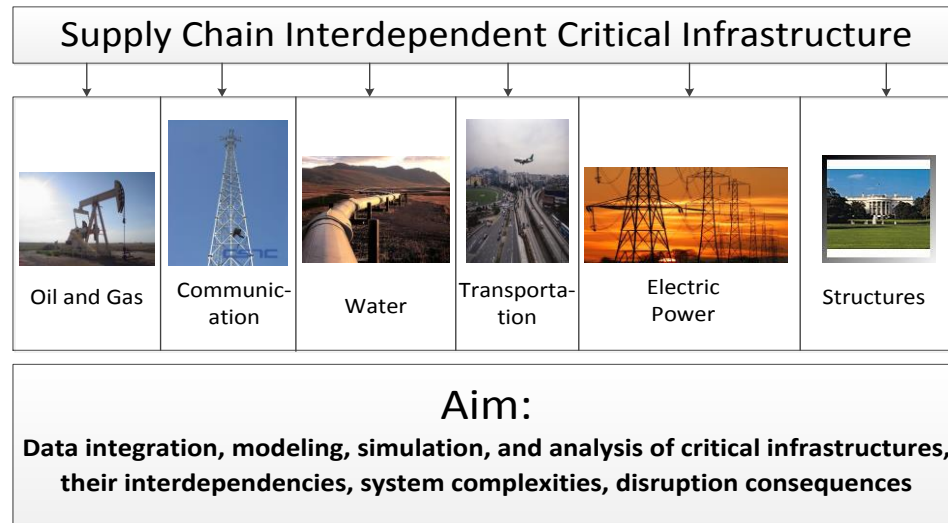 Supply Chain Interdependent Critical Infrastructure
Oil and Gas
Communic-
ation
Water
Transporta-
tion
Electric
Power
Structures
Aim:
Data integration, modeling, simulation, and analysis of critical infrastructures,
their interdependencies, system complexities, disruption consequences